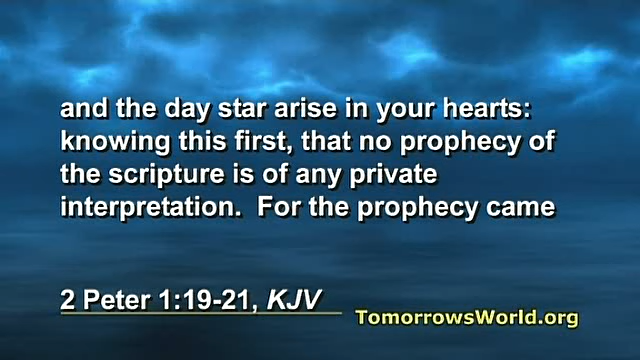 and the day star arise in your hearts:
knowing this first, that no prophecy of
the scripture is of any private
interpretation.  For the prophecy came
2 Peter 1:19-21, KJV
TomorrowsWorld.org